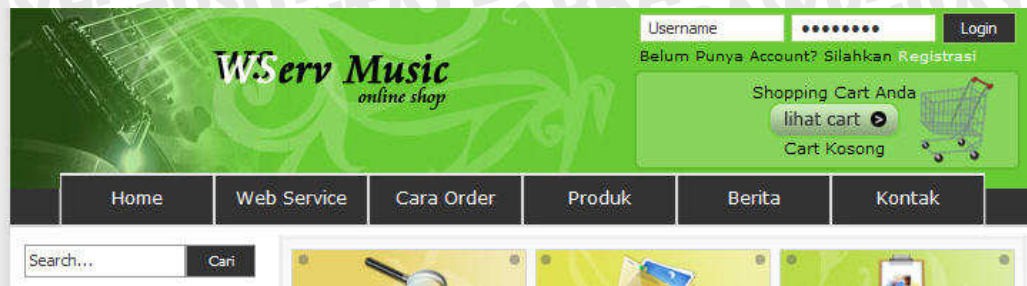 Username
●●●●●●●●
Login
Belum Punya Account? Silahkan Registrasi
WServ Music
online shop
Shopping Cart Anda
lihat cart
Cart Kosong
Home
Web Service
Cara Order
Produk
Berita
Kontak
Search...
Cari